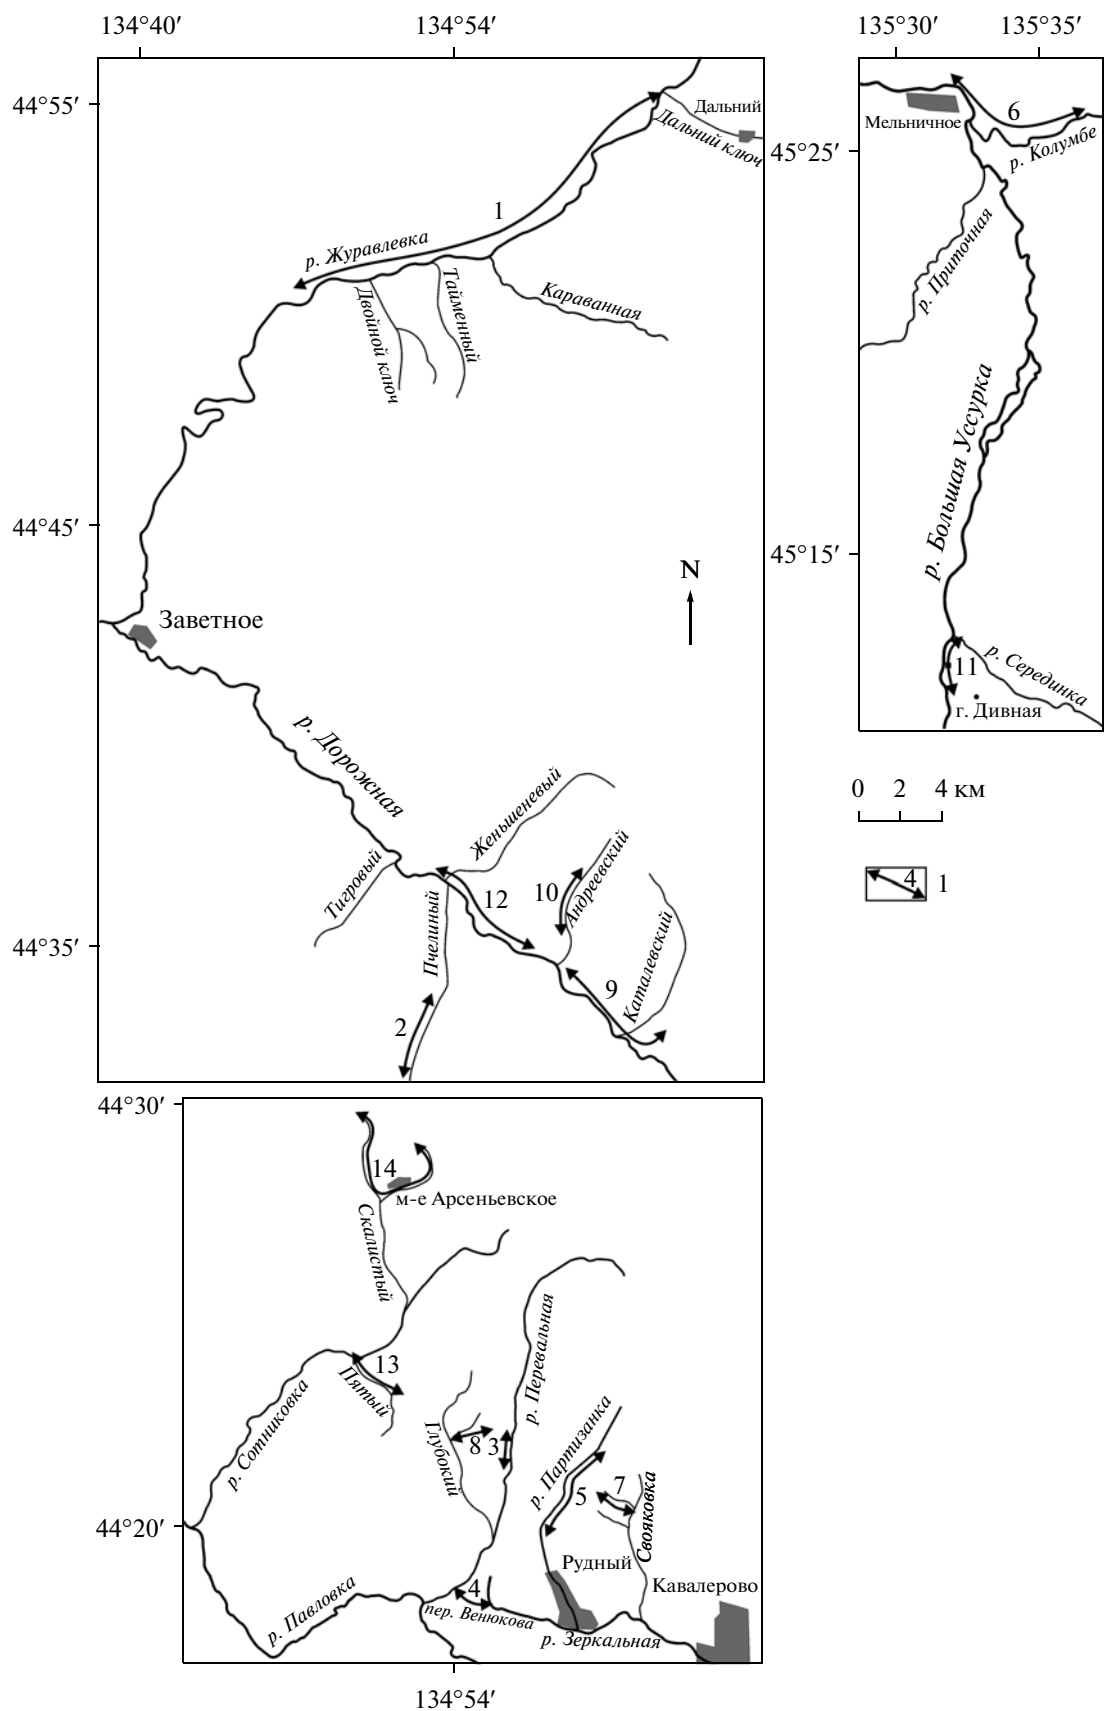 134°40′
134°54′
135°30′
135°35′
44°55′
Дальний
Дальний ключ
1
р. Журавлевка
Двойной ключ
Тайменный
Караванная
6
Мельничное
р. Колумбе
45°25′
р. Приточная
р. Большая Уссурка
44°45′
45°15′
N
Заветное
р. Серединка
11
г. Дивная
р. Дорожная
0 2 4 км
4
1
Женьшеневый
Тигровый
Пчелиный
12
10
Андреевский
44°35′
Каталевский
9
2
44°30′
14
м-е Арсеньевское
Скалистый
13
Пятый
р. Перевальная
р. Сотниковка
Глубокий
8
3
р. Партизанка
5
7
Свояковка
44°20′
Рудный
Кавалерово
р. Павловка
4
пер. Венюкова
р. Зеркальная
134°54′